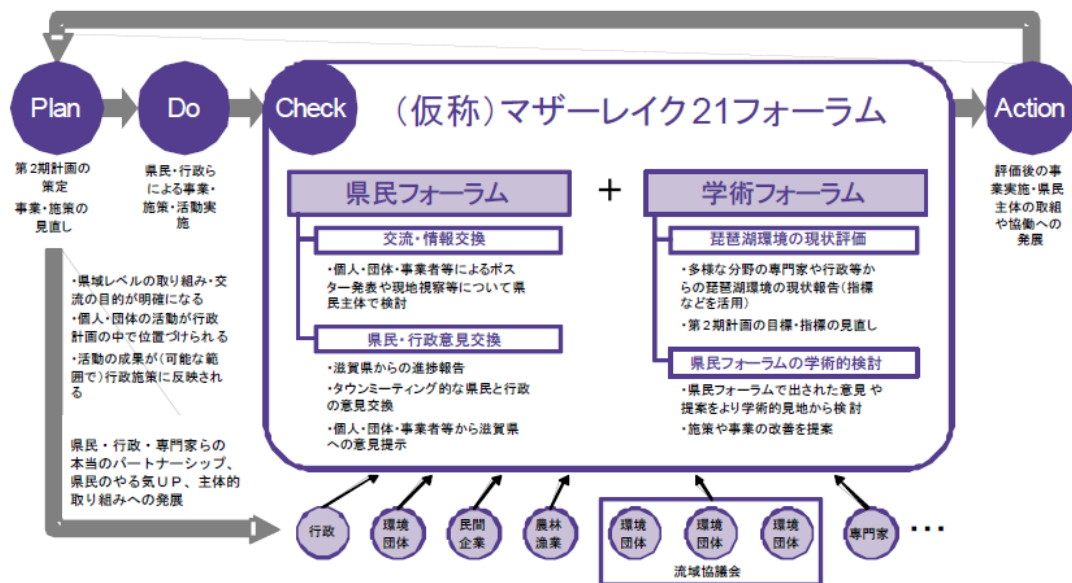 Plan
Do
Check
(仮称)マザーレイク21フォーラム
Action
第2期計画の
策定
事業・施策の
見直し
県民・行政ら
による事業・
施策・活動実
施
評価後の事
業実施・県民
主体の取組
や協働への
発展
県民フォーラム
+
学術フォーラム
交流・情報交換
・個人・団体・事業者等によるポス
ター発表や現地視察等について県
民主体で検討
県民・行政意見交換
・滋賀県からの進捗報告
・タウンミーティング的な県民と行政
の意見交換
・個人・団体・事業者等から滋賀県
への意見提示
琵琶湖環境の現状評価
・多様な分野の専門家や行政等か
らの琵琶湖環境の現状報告(指標
などを活用)
・第2期計画の目標・指標の見直し
県民フォーラムの学術的検討
・県民フォーラムで出された意見や
提案をより学術的見地から検討
・施策や事業の改善を提案
・県域レベルの取り組み・交
流の目的が明確になる
・個人・団体の活動が行政
計画の中で位置づけられる
・活動の成果が(可能な範
囲で)行政施策に反映され
る
県民・行政・専門家らの
本当のパートナーシップ、
県民のやる気UP、主体的
取り組みへの発展
行政
環境
団体
民間
企業
農林
漁業
環境
団体
環境
団体
環境
団体
流域協議会
専門家
・・・